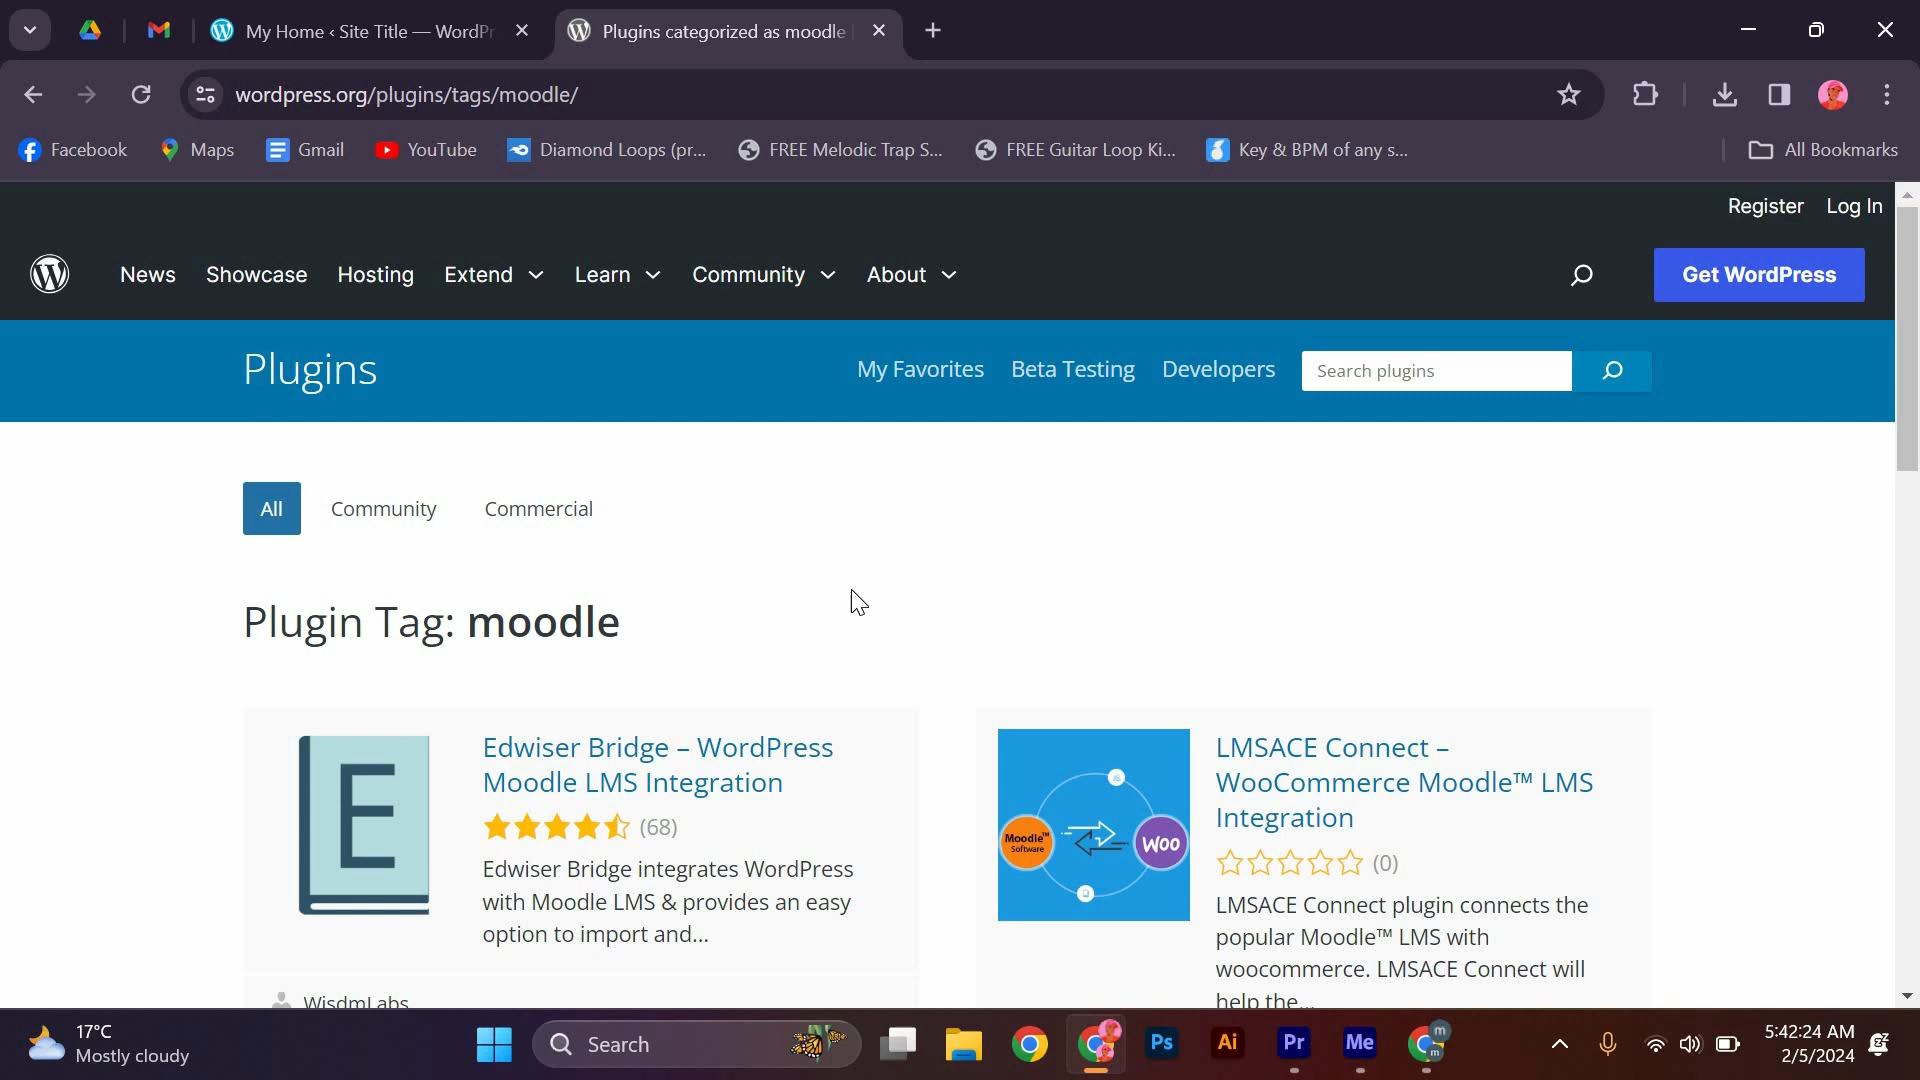 My Home ‹ Site Title — WordPr
Plugins categorized as moodle
wordpress.org/plugins/tags/moodle/
Facebook
Maps
Gmail
YouTube
Diamond Loops (pr...
FREE Melodic Trap S...
FREE Guitar Loop Ki...
Key & BPM of any s...
All Bookmarks
Register Log In
News Showcase Hosting Extend Learn Community About
Get WordPress
Plugins
My Favorites Beta Testing Developers
Search plugins
All Community Commercial
Plugin Tag: moodle
E
Edwiser Bridge – WordPress
Moodle LMS Integration
(68)
Edwiser Bridge integrates WordPress
with Moodle LMS & provides an easy
option to import and...
WisdmLabs
Moodle™
Software
Woo
LMSACE Connect –
WooCommerce Moodle™ LMS
Integration
(0)
LMSACE Connect plugin connects the
popular Moodle™ LMS with
woocommerce. LMSACE Connect will
help the...
17°C
Mostly cloudy
Search
Ps
Ai
Pr
Me
m
m
5:42:24 AM
2/5/2024